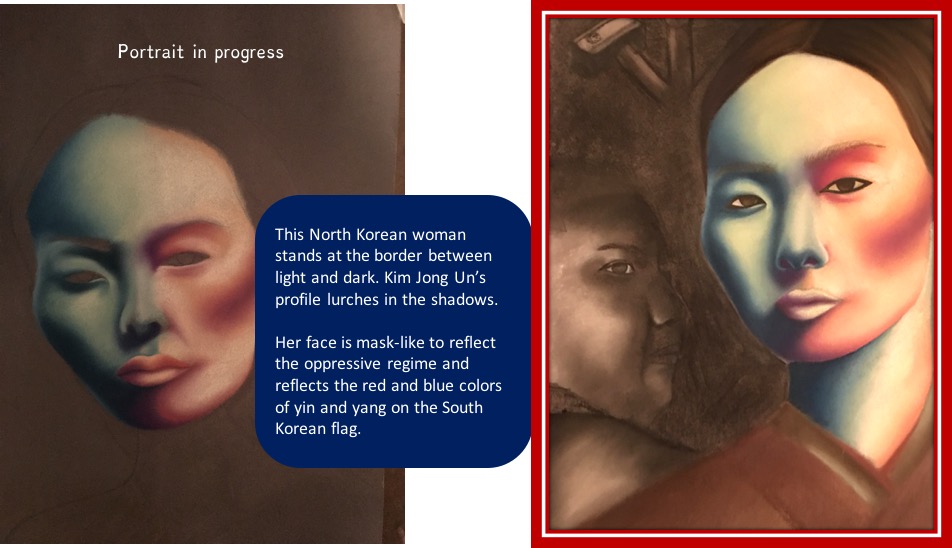 Portrait in progress
This North Korean woman
stands at the border between
light and dark. Kim Jong Un’s
profile lurches in the shadows.
Her face is mask-like to reflect
the oppressive regime and
reflects the red and blue colors
of yin and yang on the South
Korean flag.